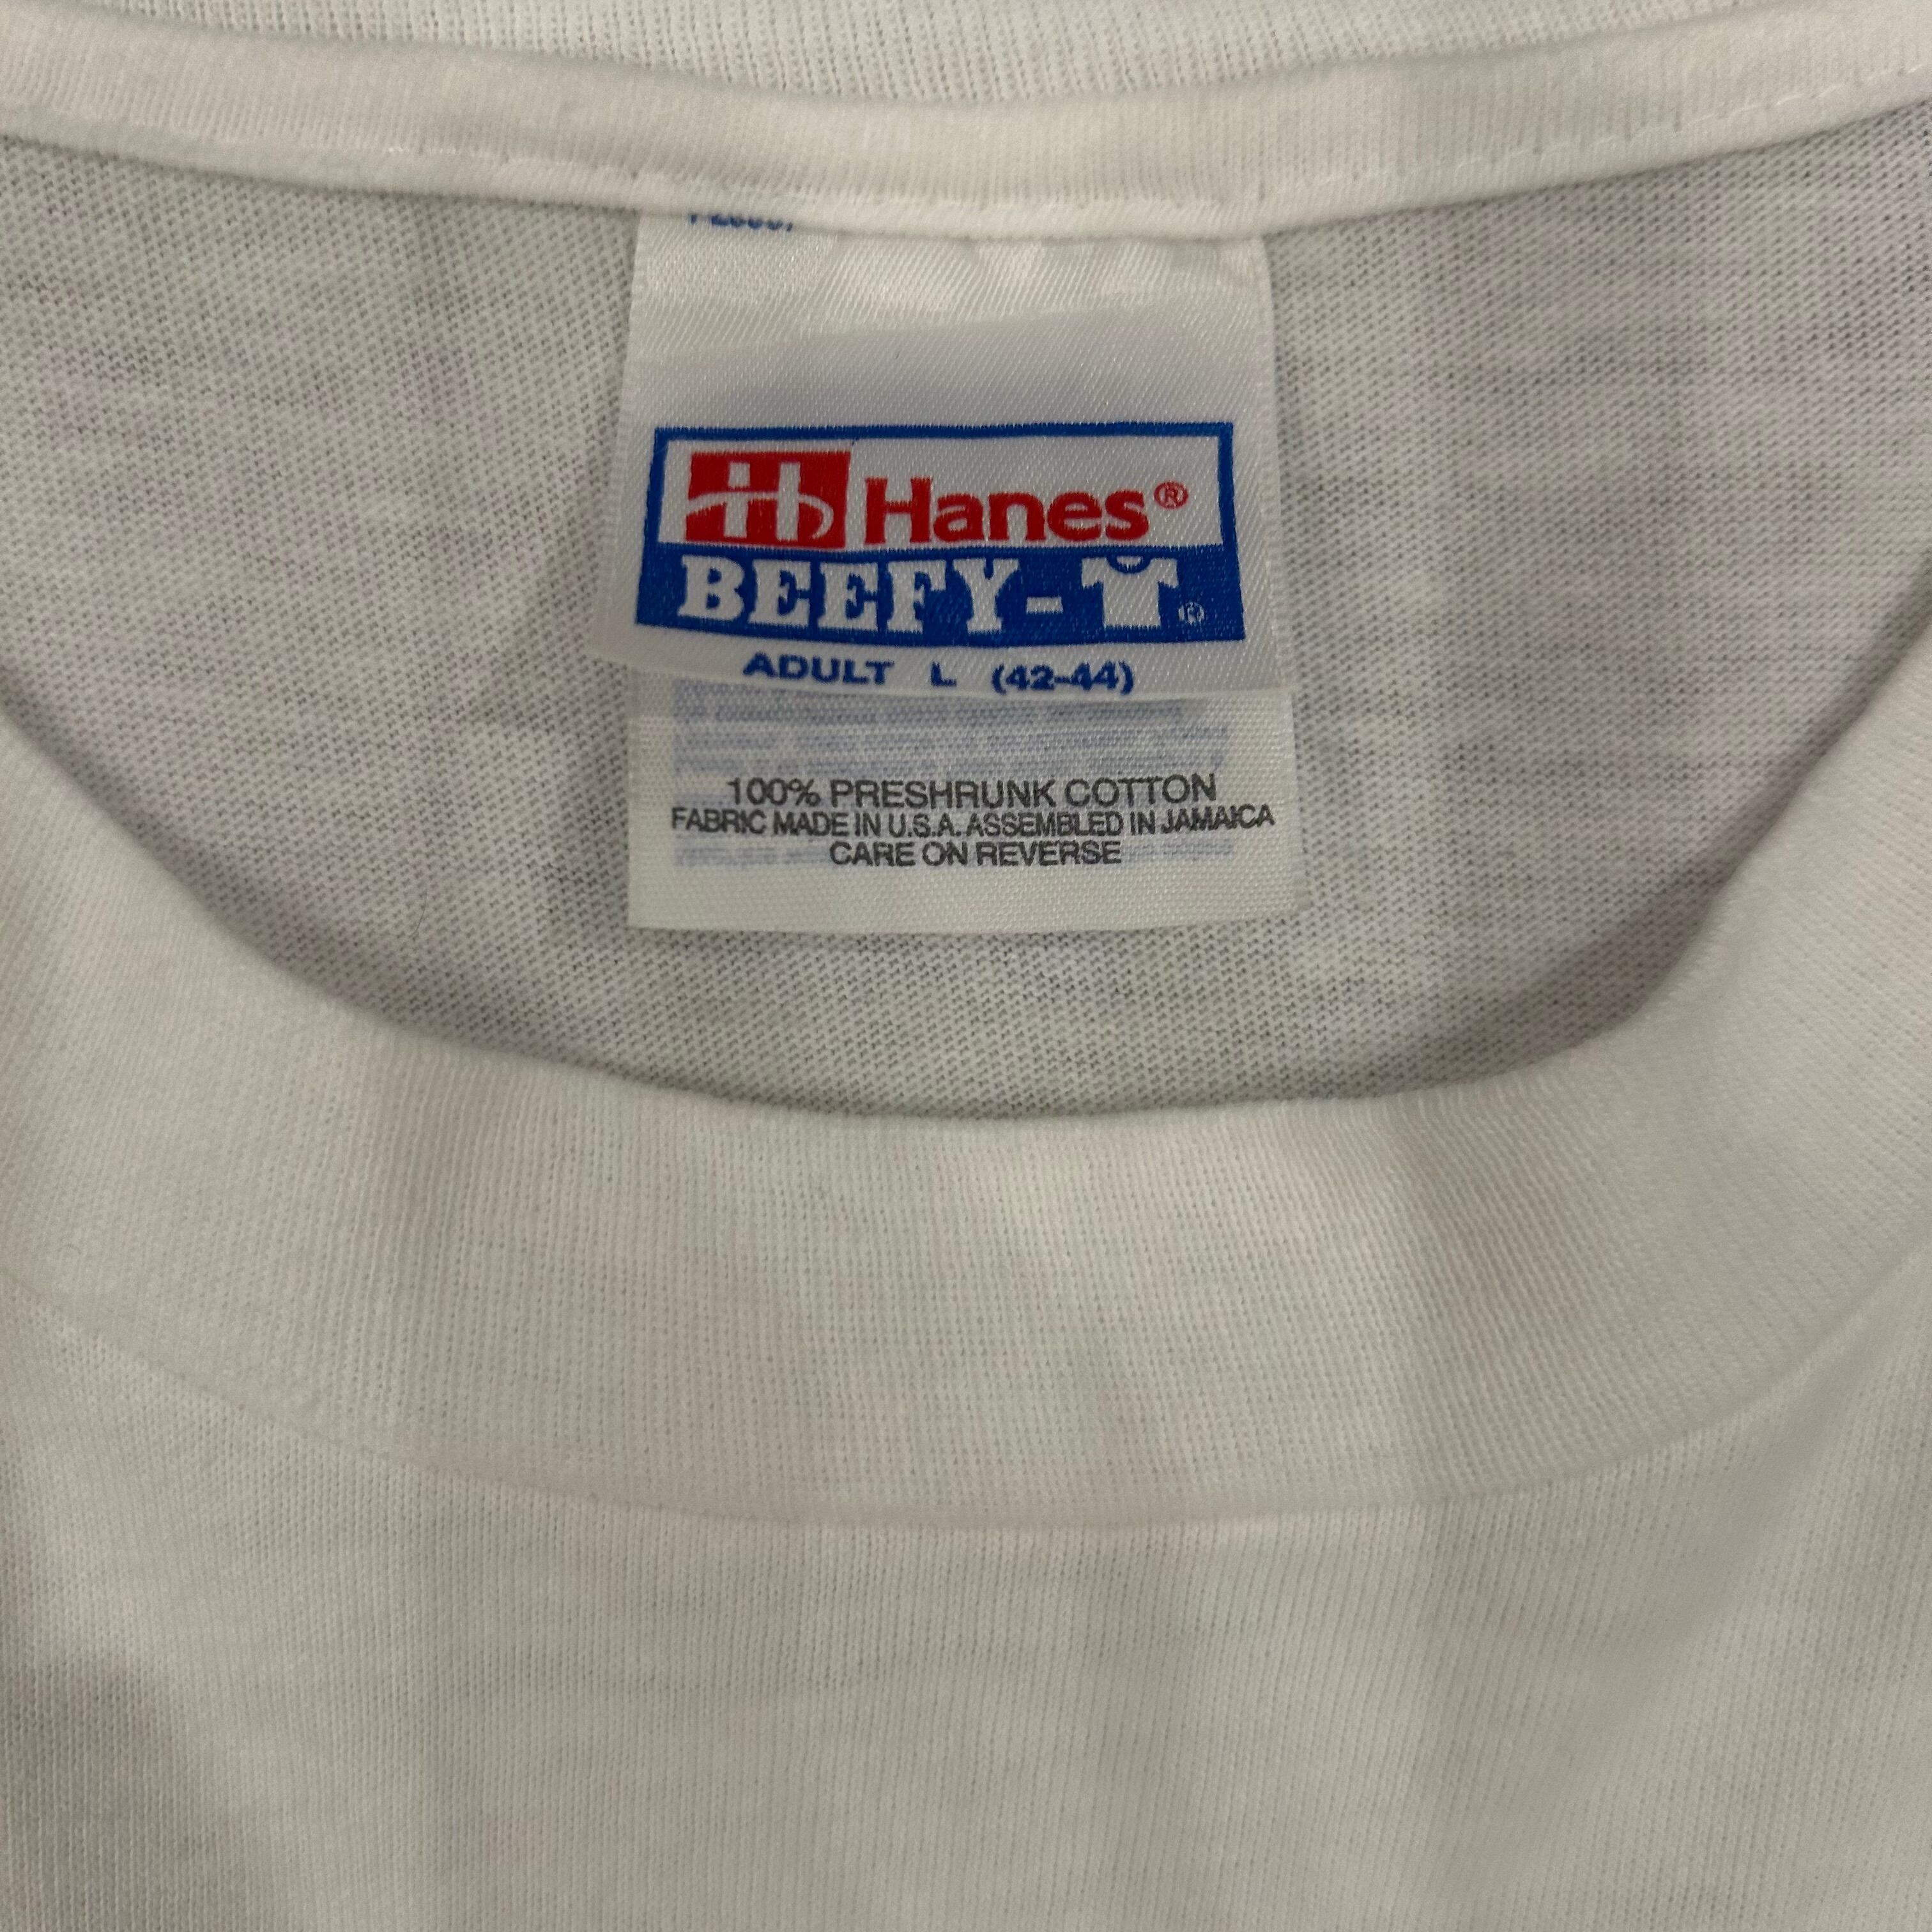 Hanes®
BEEFY-T®
ADULT L (42-44)
100% PRESHRUNK COTTON
FABRIC MADE IN U.S.A. ASSEMBLED IN JAMAICA
CARE ON REVERSE